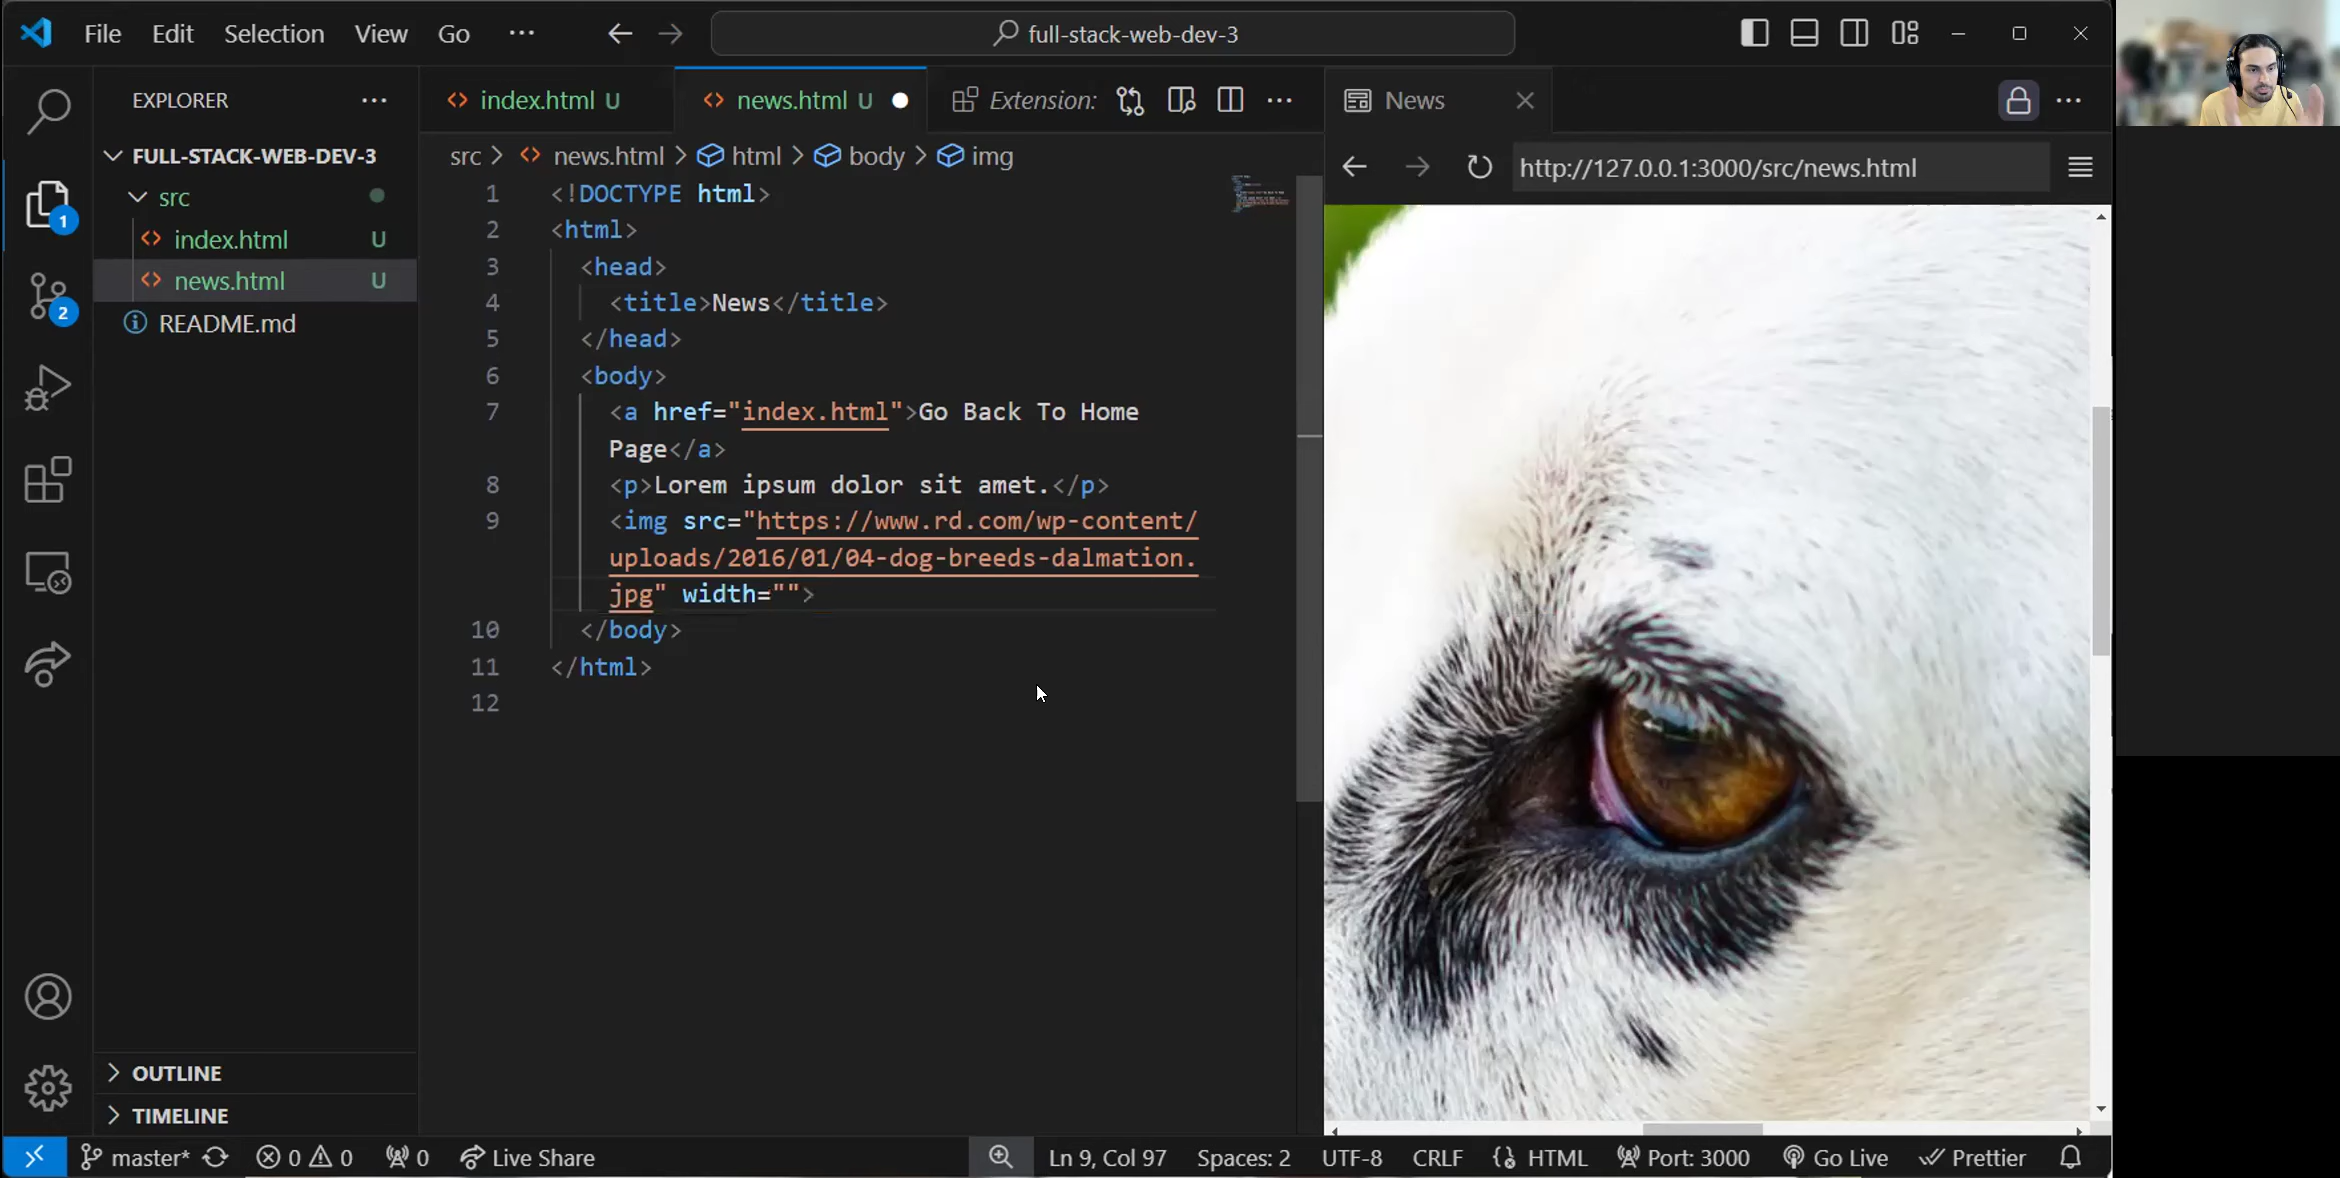 File Edit Selection View Go ···
full-stack-web-dev-3
EXPLORER ···
FULL-STACK-WEB-DEV-3
src
index.html U
news.html U
README.md
OUTLINE
TIMELINE
1
2
index.html U
news.html U
Extension: ···
src > news.html > html > body > img
1 <!DOCTYPE html>
2 <html>
3 <head>
4 <title>News</title>
5 </head>
6 <body>
7 <a href="index.html">Go Back To Home
Page</a>
8 <p>Lorem ipsum dolor sit amet.</p>
9 <img src="https://www.rd.com/wp-content/
uploads/2016/01/04-dog-breeds-dalmation.
jpg" width="">
10 </body>
11 </html>
12
News
http://127.0.0.1:3000/src/news.html
master* 0 0 0 Live Share Ln 9, Col 97 Spaces: 2 UTF-8 CRLF HTML Port: 3000 Go Live Prettier